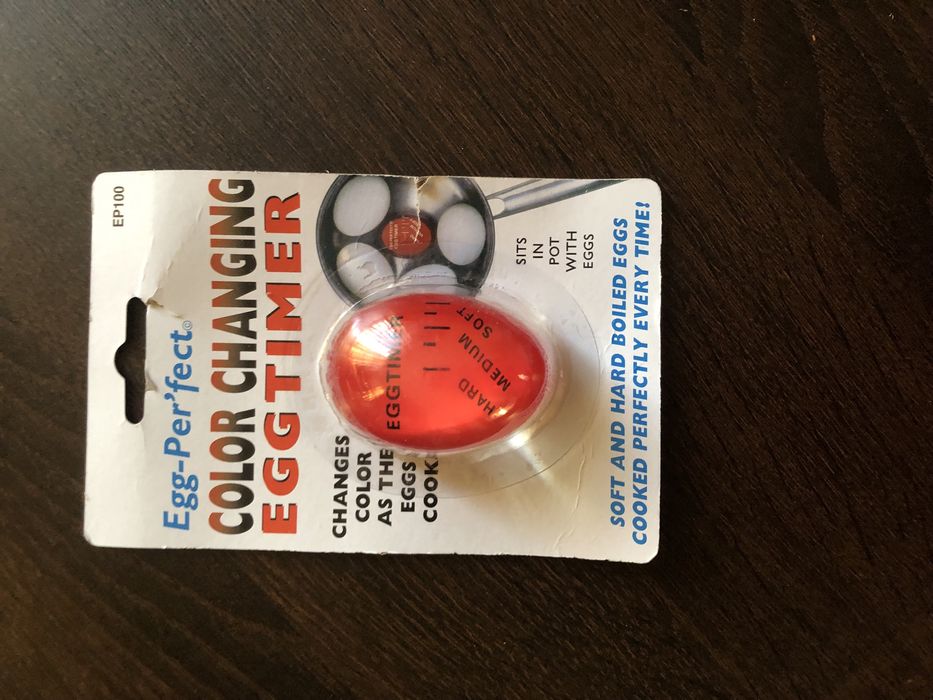 EP100
Egg-Per'fect©
COLOR CHANGING
EGGTIMER
SITS
IN
POT
WITH
EGGS
CHANGES
COLOR
AS THE
EGGS
COOK
EGGTIMER
SOFT
MEDIUM
HARD
SOFT AND HARD BOILED EGGS
COOKED PERFECTLY EVERY TIME!